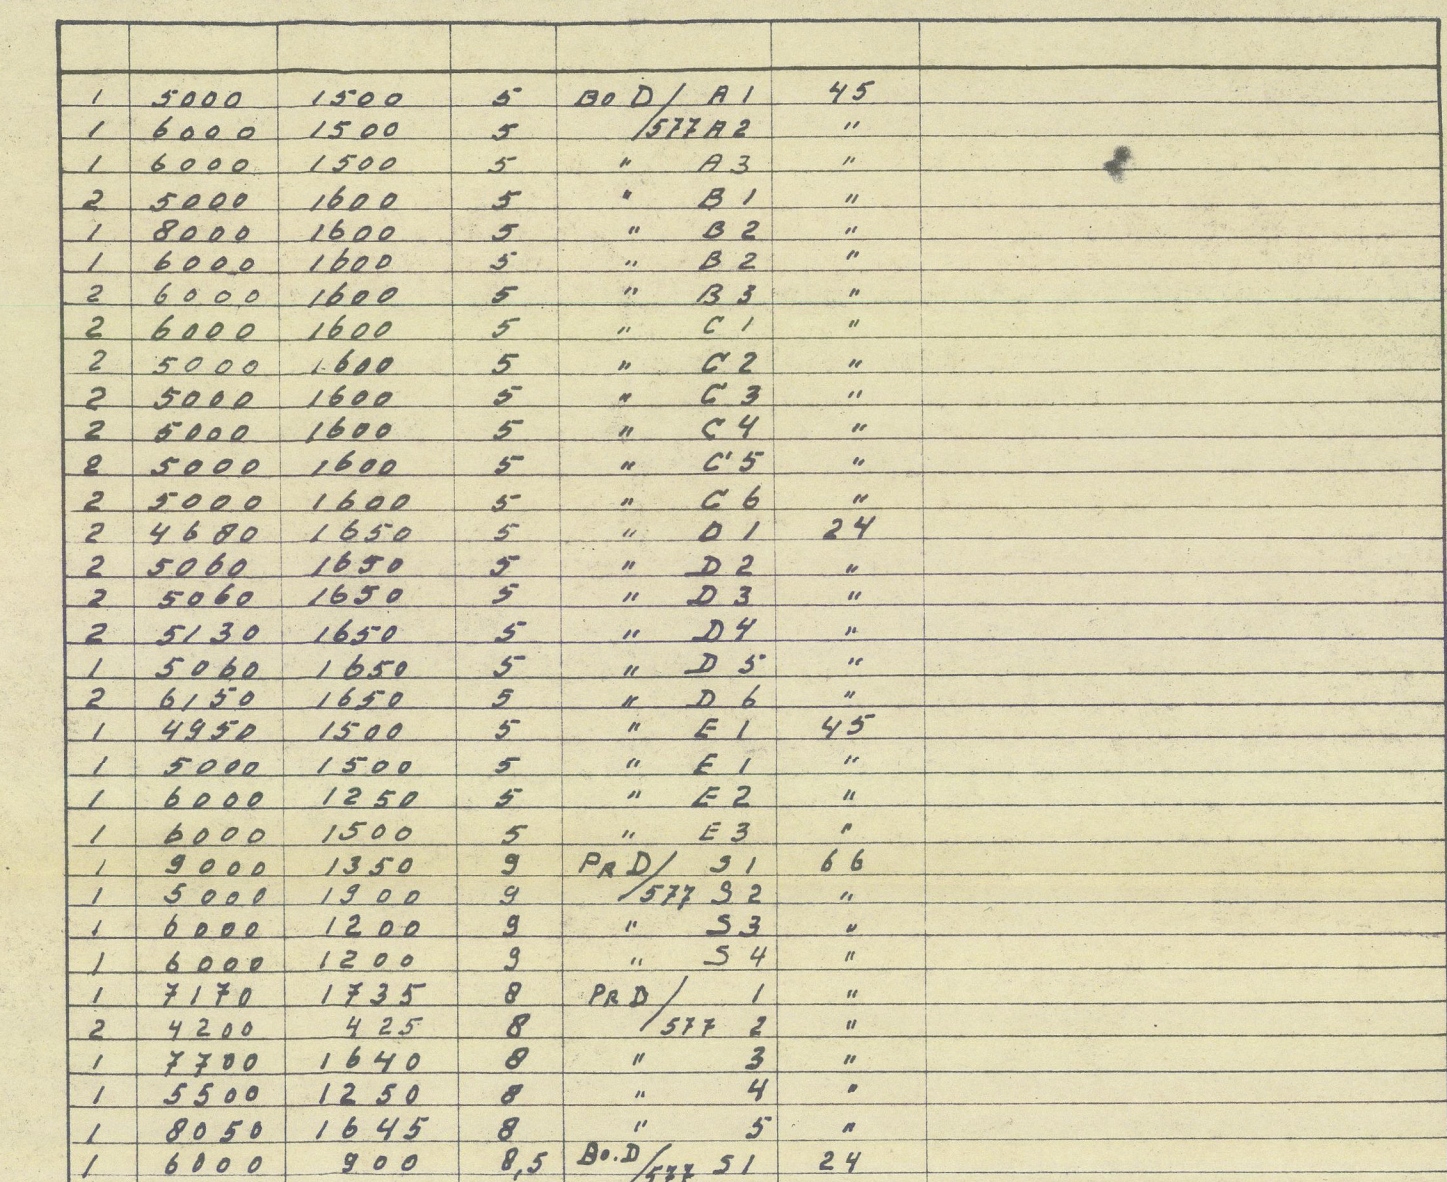 1 5000 1500 5 BoD/ A1 45
1 6000 1500 5 /577 A2 "
1 6000 1500 5 " A3 "
2 5000 1600 5 " B1 "
1 8000 1600 5 " B2 "
1 6000 1600 5 " B2 "
2 6000 1600 5 " B3 "
2 6000 1600 5 " C1 "
2 5000 1600 5 " C2 "
2 5000 1600 5 " C3 "
2 5000 1600 5 " C4 "
2 5000 1600 5 " C5 "
2 5000 1600 5 " C6 "
2 4680 1650 5 " D1 24
2 5060 1650 5 " D2 "
2 5060 1650 5 " D3 "
2 5130 1650 5 " D4 "
1 5060 1650 5 " D5 "
2 6150 1650 5 " D6 "
1 4950 1500 5 " E1 45
1 5000 1500 5 " E1 "
1 6000 1250 5 " E2 "
1 6000 1500 5 " E3 "
1 9000 1350 9 PRD/ S1 66
1 5000 1900 9 /577 S2 "
1 6000 1200 9 " S3 "
1 6000 1200 9 " S4 "
1 7170 1735 8 PRD/ 1 "
2 4200 425 8 /577 2 "
1 7700 1640 8 " 3 "
1 5500 1250 8 " 4 "
1 8050 1645 8 " 5 "
1 6000 900 8,5 Bo.D/577 S1 24